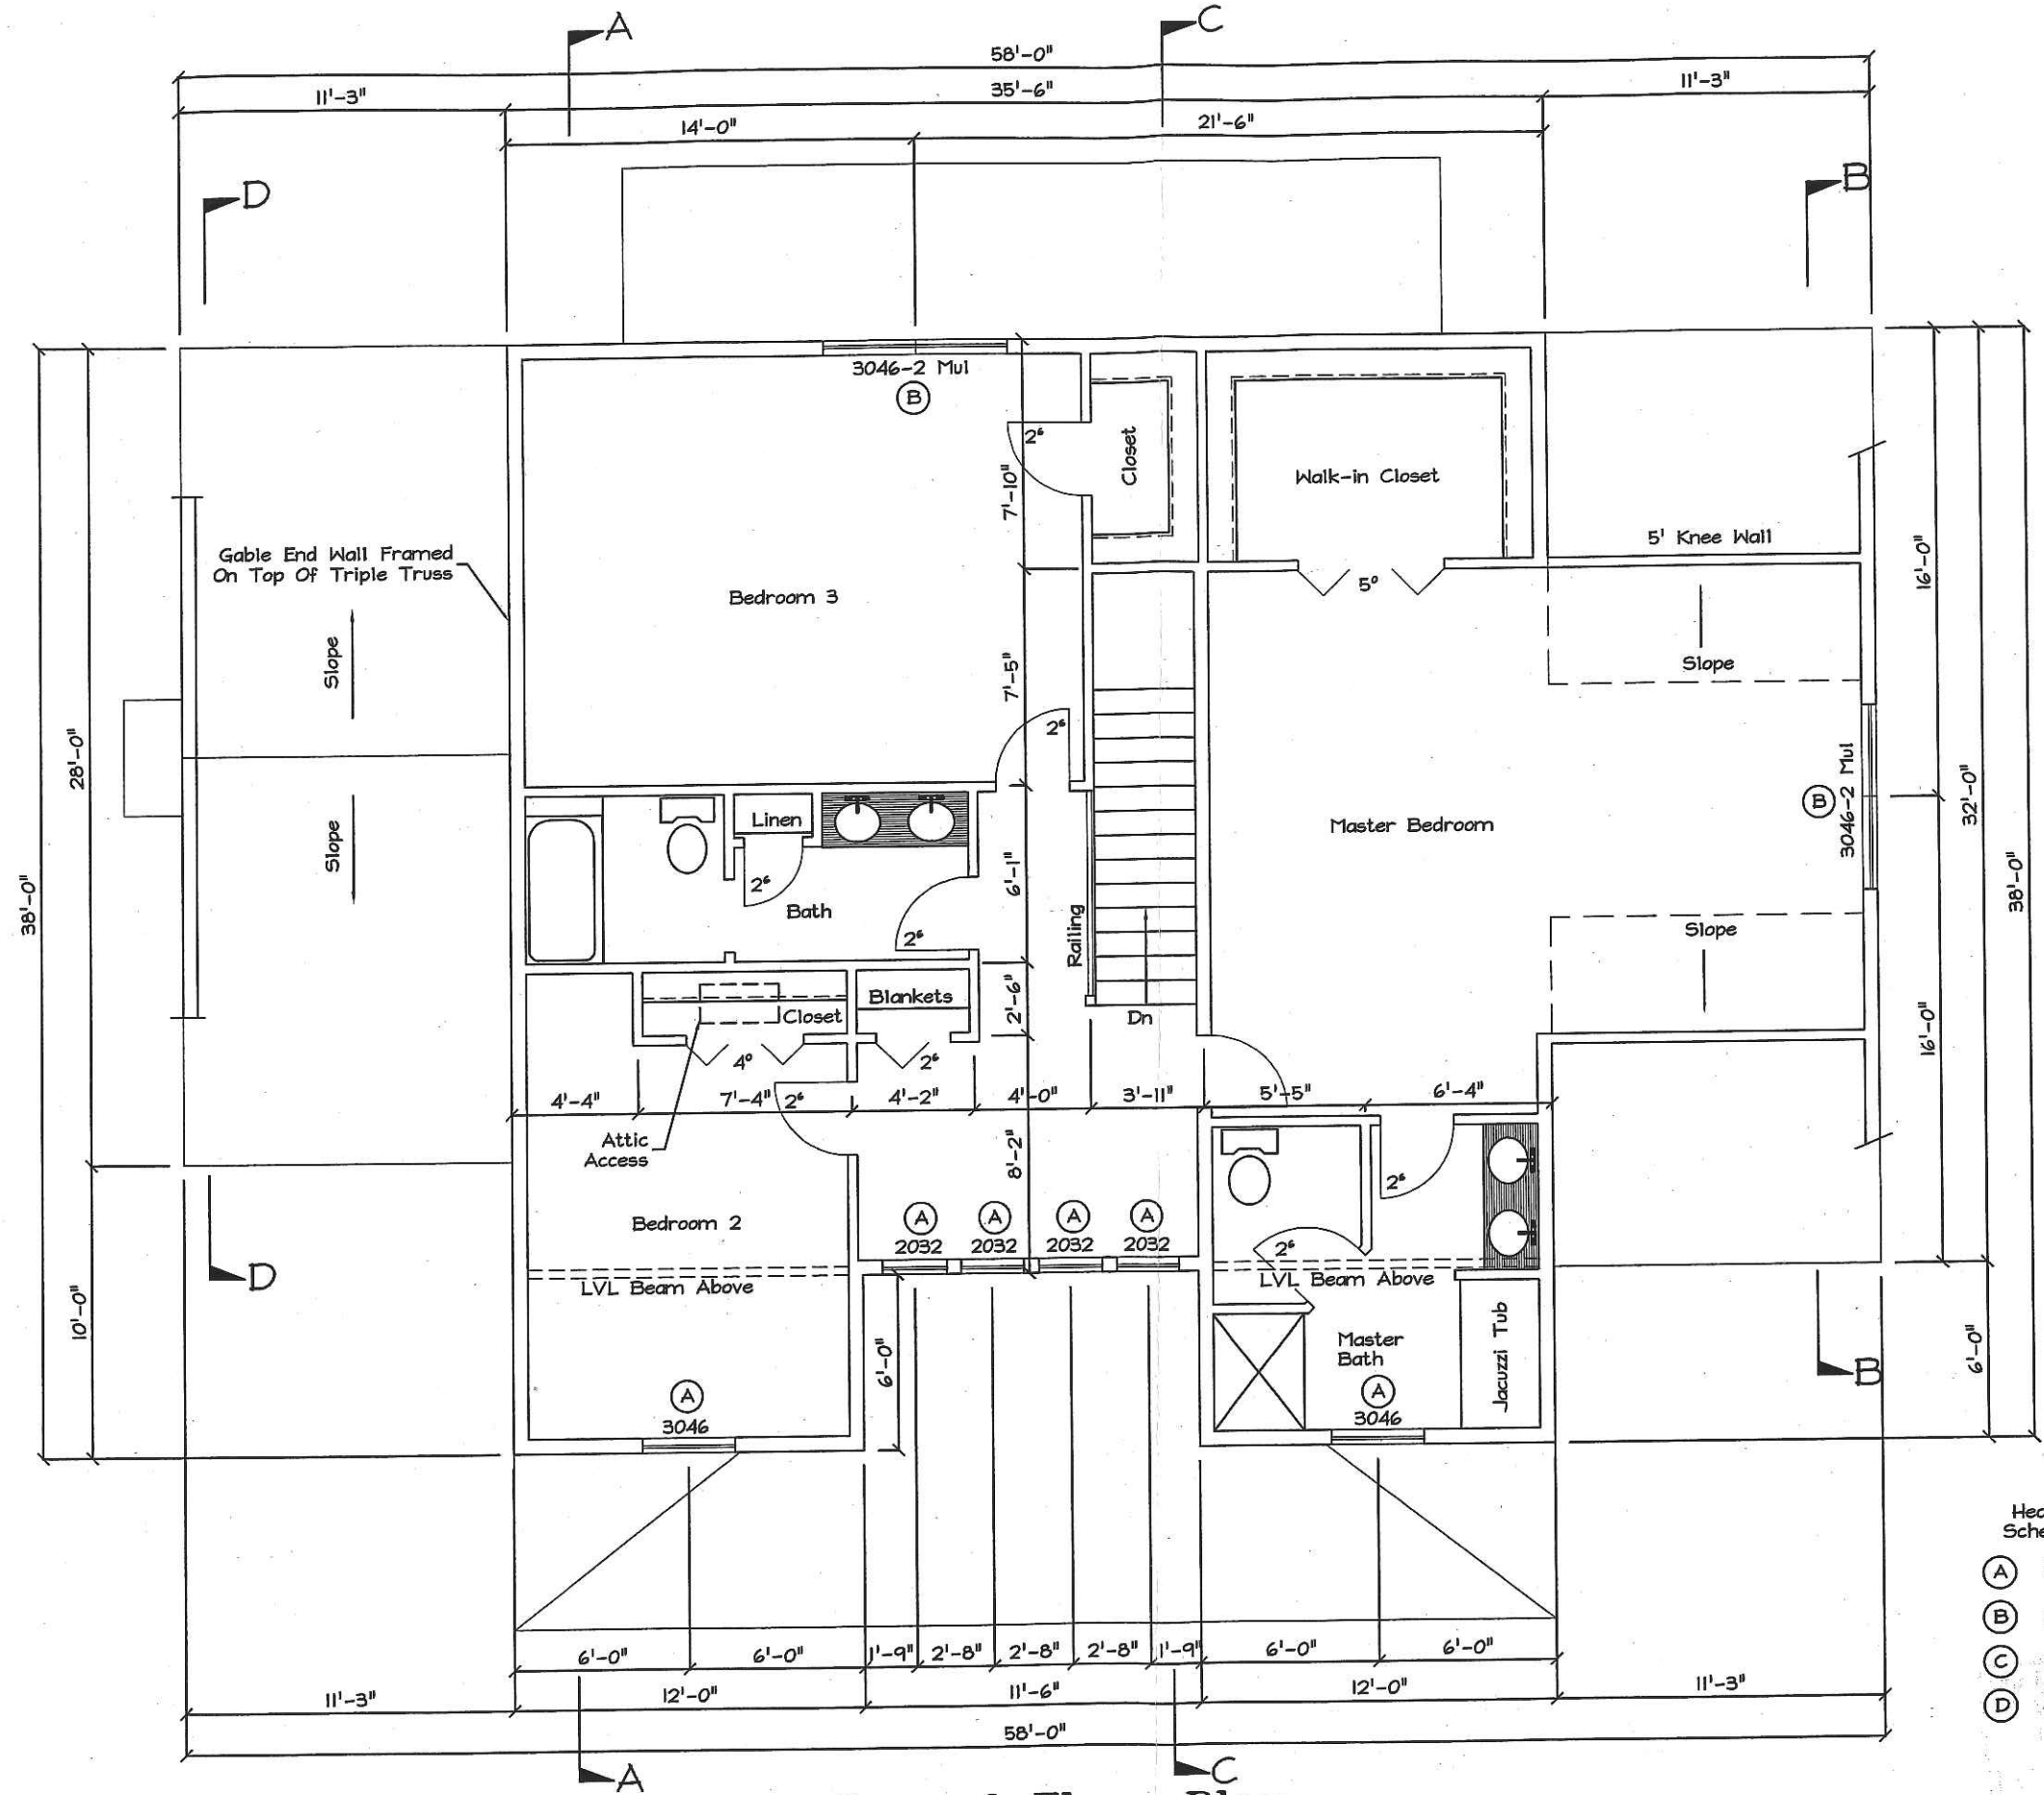 A
C
58'-0"
11'-3"
35'-6"
11'-3"
14'-0"
21'-6"
D
B
3046-2 Mul
B
2⁶
Closet
7'-10"
Walk-in Closet
5⁰
5' Knee Wall
16'-0"
Gable End Wall Framed
On Top Of Triple Truss
Bedroom 3
Slope
Slope
7'-5"
2⁶
28'-0"
38'-0"
Slope
Linen
2⁶
Bath
2⁶
6'-1"
Railing
Master Bedroom
B
3046-2 Mul
32'-0"
38'-0"
Slope
Blankets
Closet
2'-6"
Dn
4⁰
2⁶
16'-0"
4'-4"
7'-4"
2⁶
4'-2"
4'-0"
3'-11"
5'-5"
6'-4"
Attic
Access
8'-2"
2⁶
Bedroom 2
A
A
A
A
2032
2032
2032
2032
2⁶
LVL Beam Above
LVL Beam Above
D
10'-0"
6'-0"
Master
Bath
Jacuzzi Tub
6'-0"
B
A
3046
A
3046
A
B
C
D
6'-0"
6'-0"
1'-9"
2'-8"
2'-8"
2'-8"
1'-9"
6'-0"
6'-0"
11'-3"
12'-0"
11'-6"
12'-0"
11'-3"
58'-0"
A
C